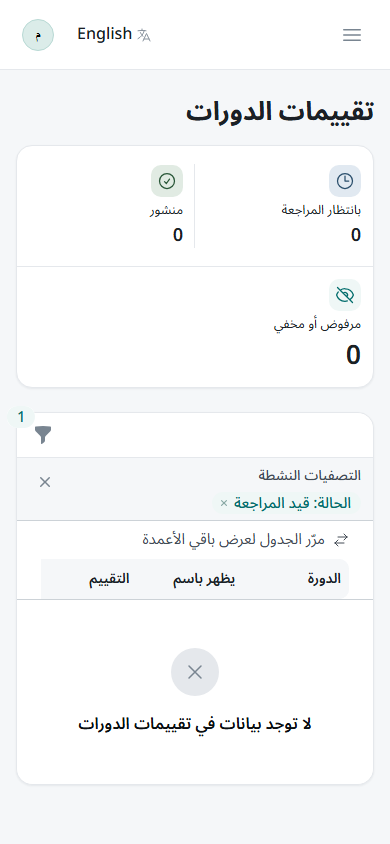 م
English
تقييمات الدورات
بانتظار المراجعة
0
منشور
0
مرفوض أو مخفي
0
1
التصفيات النشطة
الحالة: قيد المراجعة ×
مرّر الجدول لعرض باقي الأعمدة
الدورة يظهر باسم التقييم
لا توجد بيانات في تقييمات الدورات